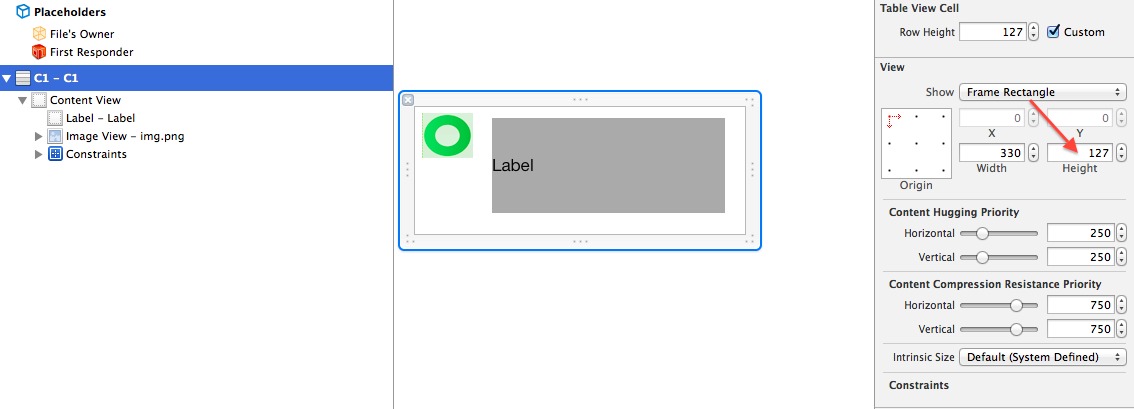 Placeholders
File's Owner
First Responder
C1 – C1
Content View
Label – Label
Image View – img.png
Constraints
Label
Table View Cell
Row Height 127 Custom
View
Show Frame Rectangle
0 0
X Y
330 127
Width Height
Origin
Content Hugging Priority
Horizontal 250
Vertical 250
Content Compression Resistance Priority
Horizontal 750
Vertical 750
Intrinsic Size Default (System Defined)
Constraints